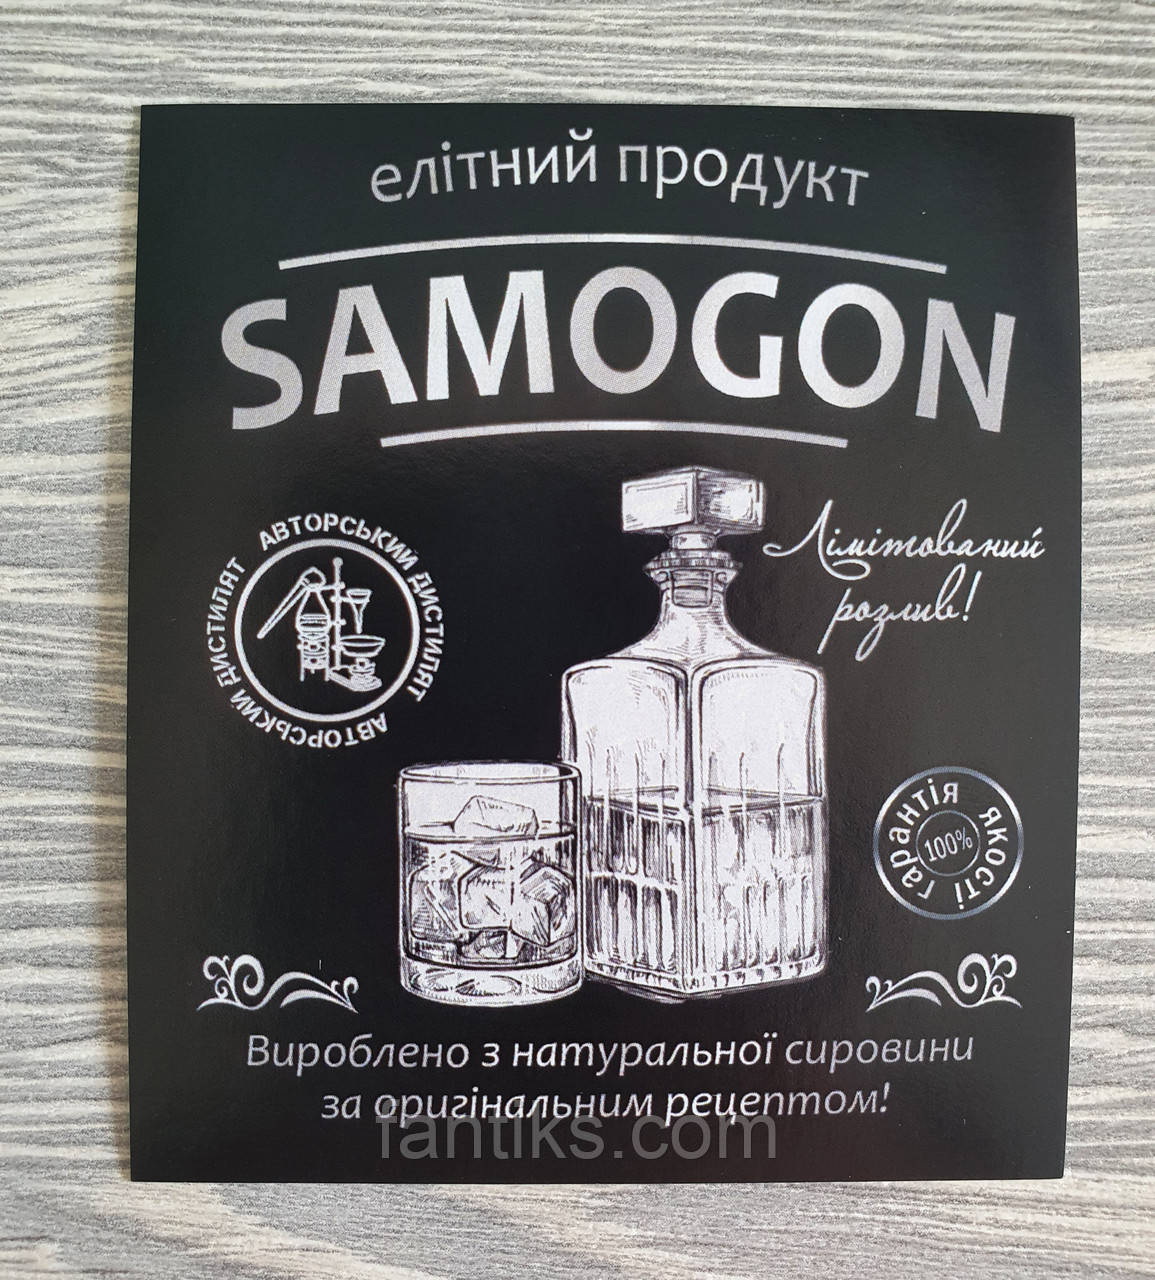 елітний продукт
SAMOGON
Лімітований
розлив!
АВТОРСЬКИЙ ДИСТИЛЯТ
АВТОРСЬКИЙ ДИСТИЛЯТ
гарантія якості
100%
Вироблено з натуральної сировини
за оригінальним рецептом!
fantiks.com